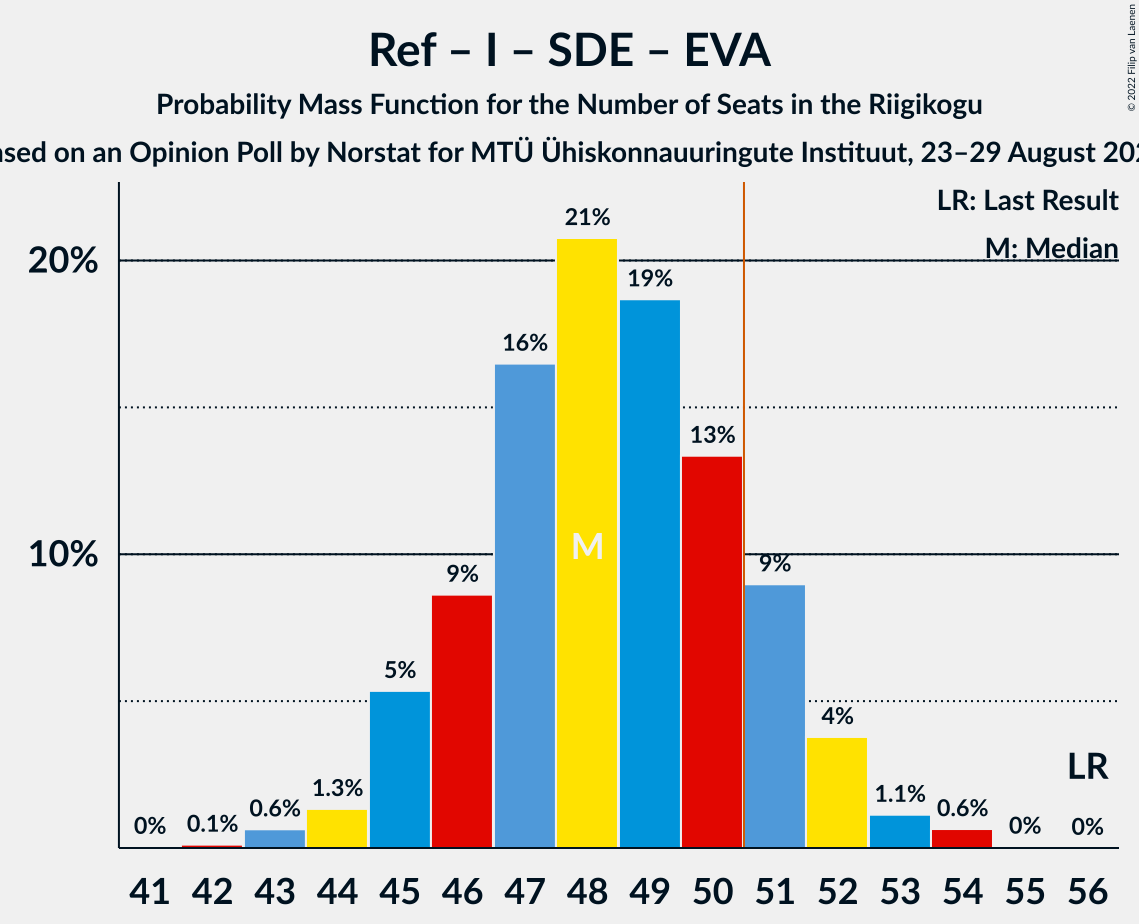 Ref – I – SDE – EVA
Probability Mass Function for the Number of Seats in the Riigikogu
on an Opinion Poll by Norstat for MTÜ Ühiskonnauuringute Instituut, 23–29 August
© 2022 Filip van Laenen
LR: Last Result
M: Median
20%
10%
0%
0.1%
0.6%
1.3%
5%
9%
16%
21%
19%
13%
9%
4%
1.1%
0.6%
0%
0%
M
LR
41 42 43 44 45 46 47 48 49 50 51 52 53 54 55 56